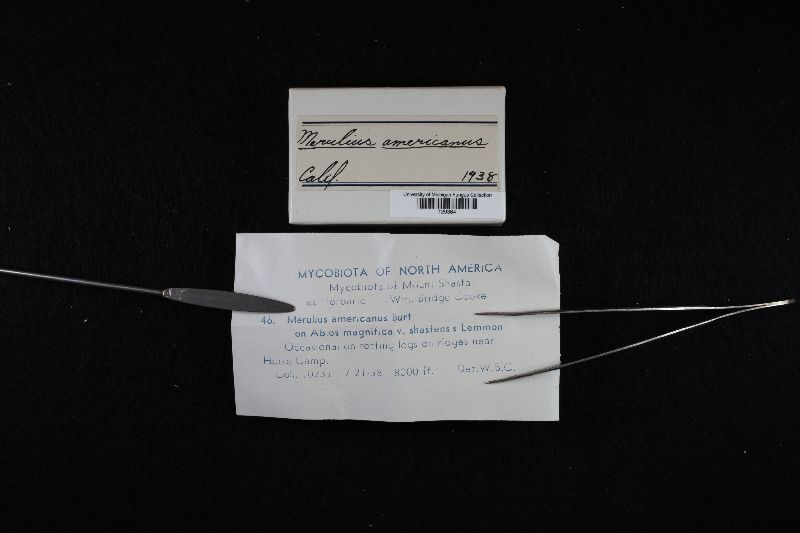 Merulius americanus
Calif. 1938
University of Michigan Fungus Collection
MYCOBIOTA OF NORTH AMERICA
Mycobiota of Mount Shasta
ex Herbario Wm. Bridge Cooke
46. Merulius americanus Burt
on Abies magnifica v. shastensis Lemmon
Occasional on rotting logs on ridges near
Horse Camp.
Coll. 8000 ft. Det. W.B.C.